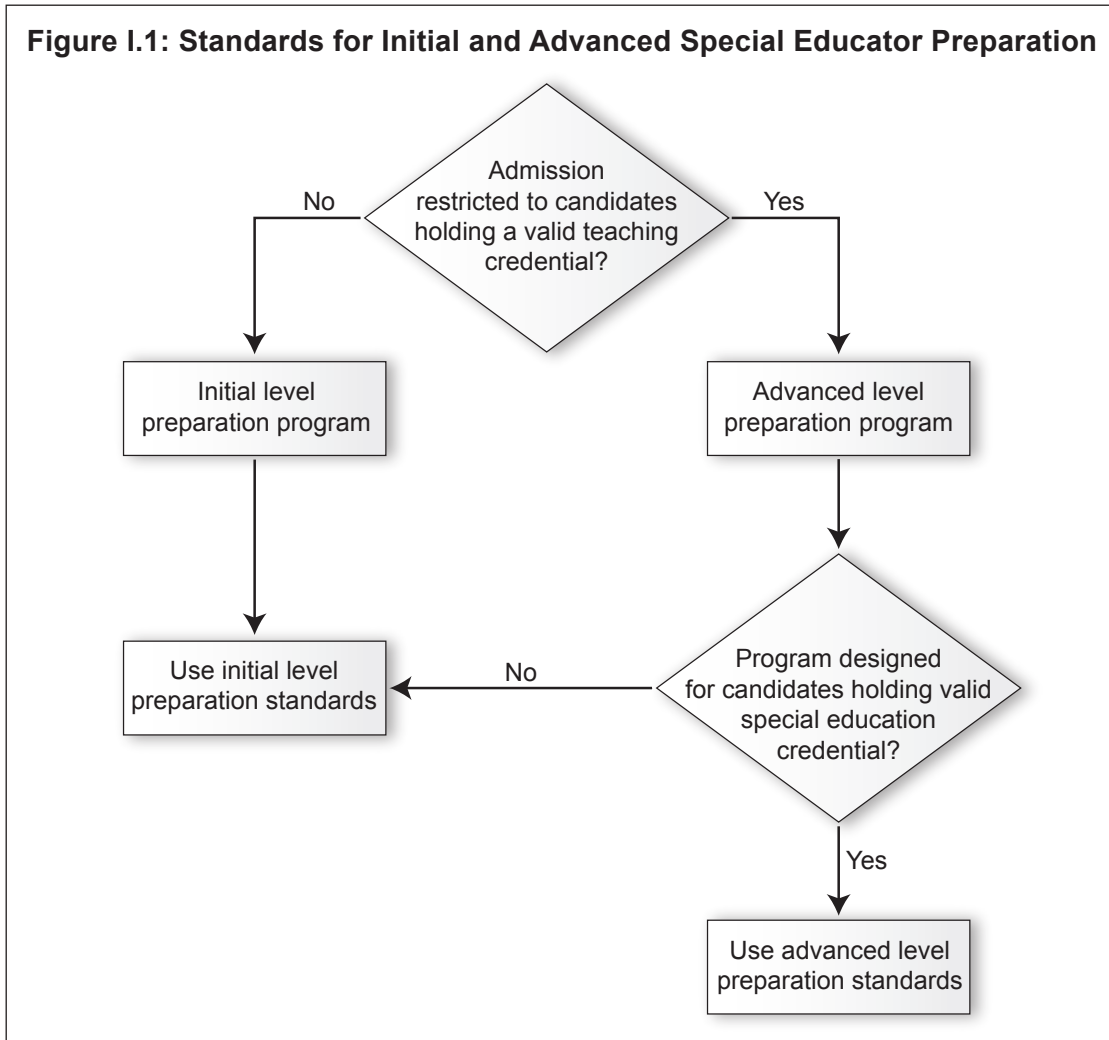 Figure I.1: Standards for Initial and Advanced Special Educator Preparation
Admission
restricted to candidates
holding a valid teaching
credential?
No
Yes
Initial level
preparation program
Advanced level
preparation program
Use initial level
preparation standards
No
Program designed
for candidates holding valid
special education
credential?
Yes
Use advanced level
preparation standards